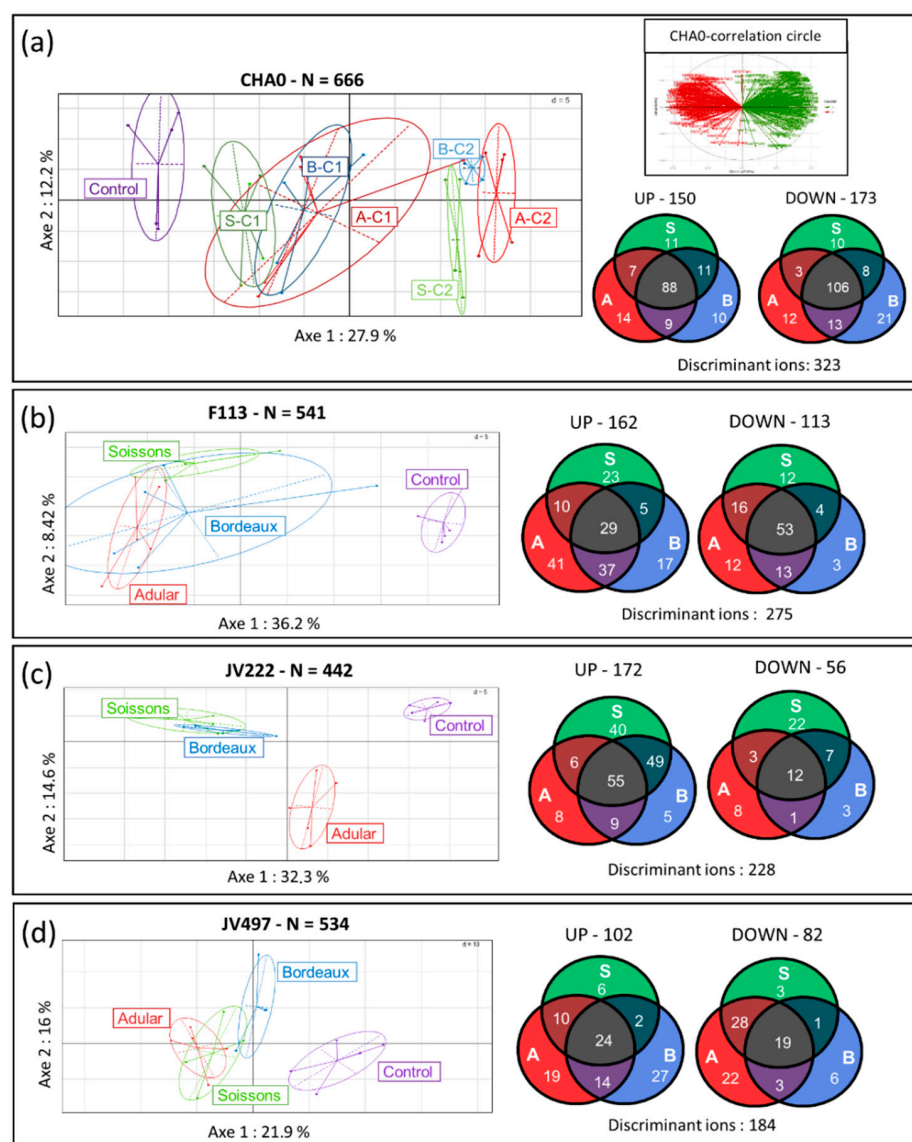 (a)
CHA0 - N = 666
d = 5
Control
S-C1
B-C1
A-C1
B-C2
A-C2
S-C2
Axe 2 : 12.2 %
Axe 1 : 27.9 %
CHA0-correlation circle
UP - 150
S
11
7
11
88
A
B
14
9
10
DOWN - 173
S
10
3
8
106
A
B
12
13
21
Discriminant ions: 323
(b)
F113 - N = 541
d = 5
Soissons
Control
Bordeaux
Adular
Axe 2 : 8.42 %
Axe 1 : 36.2 %
UP - 162
S
23
10
5
29
A
B
41
37
17
DOWN - 113
S
12
16
4
53
A
B
12
13
3
Discriminant ions : 275
(c)
JV222 - N = 442
d = 5
Soissons
Bordeaux
Control
Adular
Axe 2 : 14.6 %
Axe 1 : 32,3 %
UP - 172
S
40
6
49
55
A
B
8
9
5
DOWN - 56
S
22
3
7
12
A
B
8
1
3
Discriminant ions : 228
(d)
JV497 - N = 534
d = 10
Bordeaux
Adular
Control
Soissons
Axe 2 : 16 %
Axe 1 : 21.9 %
UP - 102
S
6
10
2
24
A
B
19
14
27
DOWN - 82
S
3
28
1
19
A
B
22
3
6
Discriminant ions : 184